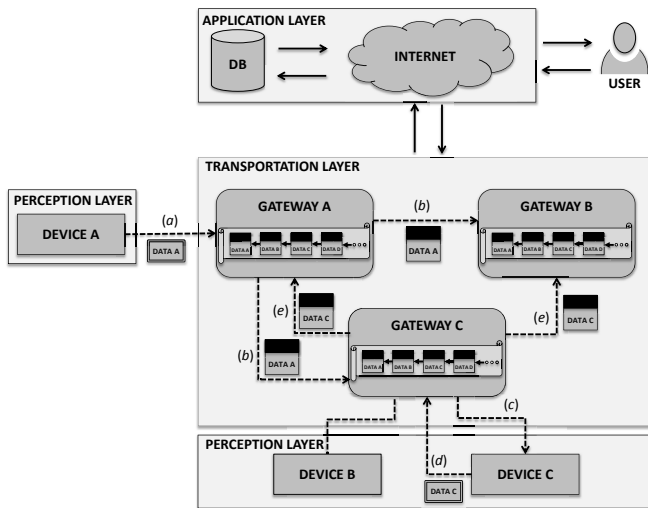 APPLICATION LAYER
DB
INTERNET
USER
TRANSPORTATION LAYER
PERCEPTION LAYER
DEVICE A
(a)
DATA A
GATEWAY A
DATA A DATA B DATA C DATA D
(b)
DATA A
GATEWAY B
DATA A DATA B DATA C DATA D
(e)
DATA C
(b)
DATA A
GATEWAY C
DATA A DATA B DATA C DATA D
(e)
DATA C
(c)
PERCEPTION LAYER
DEVICE B
(d)
DATA C
DEVICE C